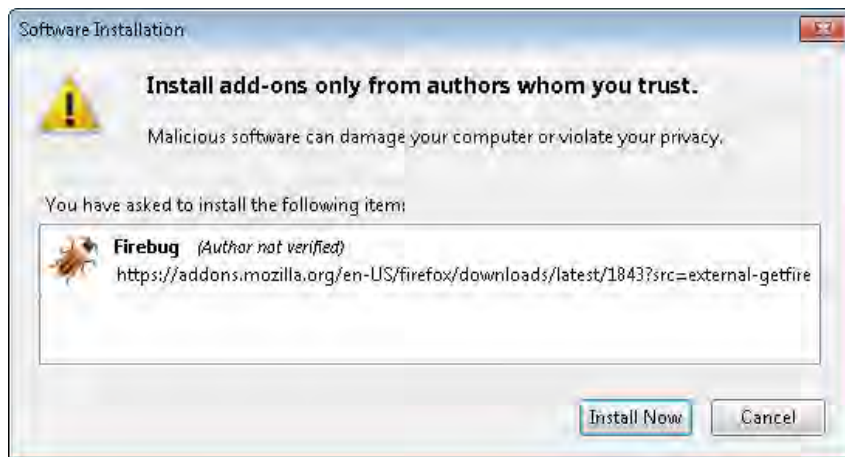 Software Installation
Install add-ons only from authors whom you trust.
Malicious software can damage your computer or violate your privacy.
You have asked to install the following item:
Firebug (Author not verified)
https://addons.mozilla.org/en-US/firefox/downloads/latest/1843?src=external-getfire
Install Now Cancel